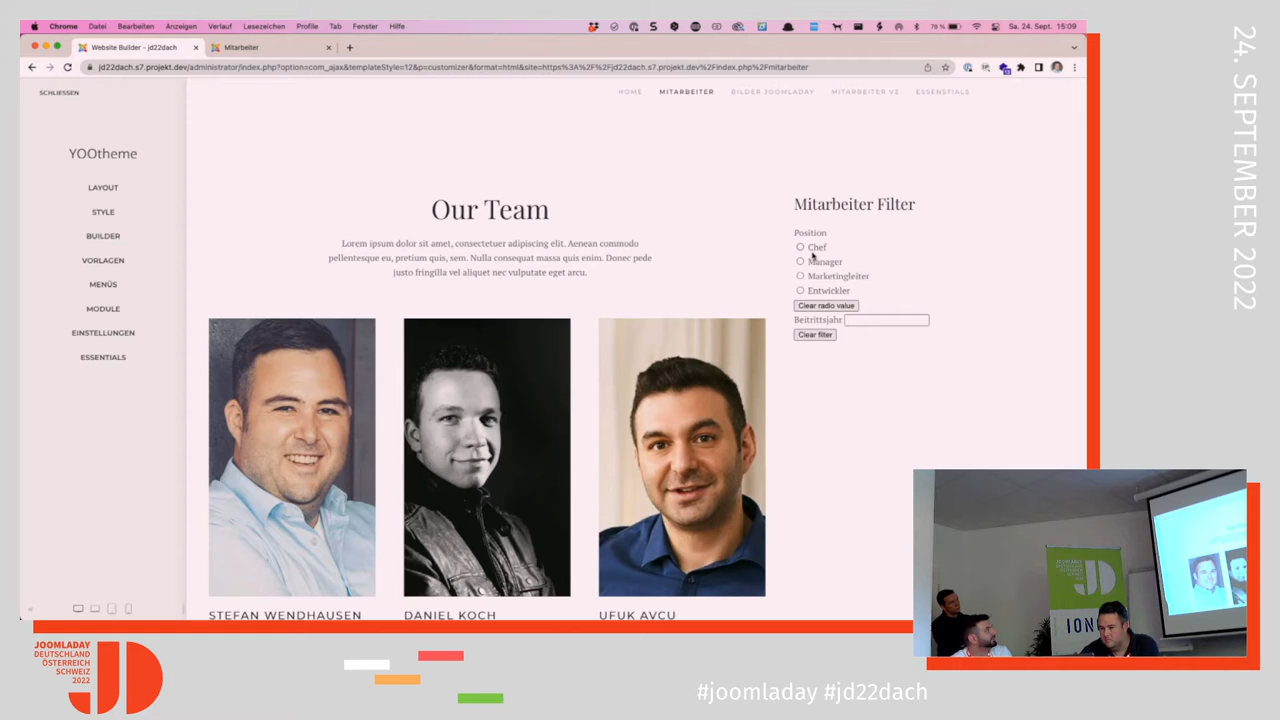 Chrome Datei Bearbeiten Anzeigen Verlauf Lesezeichen Profile Tab Fenster Hilfe
78 % Sa. 24. Sept. 15:09
Website Builder - jd22dach
Mitarbeiter
jd22dach.s7.projekt.dev/administrator/index.php?option=com_ajax&templateStyle=12&p=customizer&format=html&site=https%3A%2F%2Fjd22dach.s7.projekt.dev%2Findex.php%2Fmitarbeiter
SCHLIESSEN
HOME MITARBEITER BILDER JOOMLADAY MITARBEITER V2 ESSENSTIALS
YOOtheme
LAYOUT
STYLE
BUILDER
VORLAGEN
MENÜS
MODULE
EINSTELLUNGEN
ESSENTIALS
Our Team
Lorem ipsum dolor sit amet, consectetuer adipiscing elit. Aenean commodo
pellentesque eu, pretium quis, sem. Nulla consequat massa quis enim. Donec pede
justo fringilla vel aliquet nec vulputate eget arcu.
STEFAN WENDHAUSEN
DANIEL KOCH
UFUK AVCU
Mitarbeiter Filter
Position
Chef
Manager
Marketingleiter
Entwickler
Clear radio value
Beitrittsjahr
Clear filter
24. SEPTEMBER 2022
JOOMLADAY
JD
JOOMLADAY
DEUTSCHLAND
ÖSTERREICH
SCHWEIZ
2022
JD
#joomladay #jd22dach